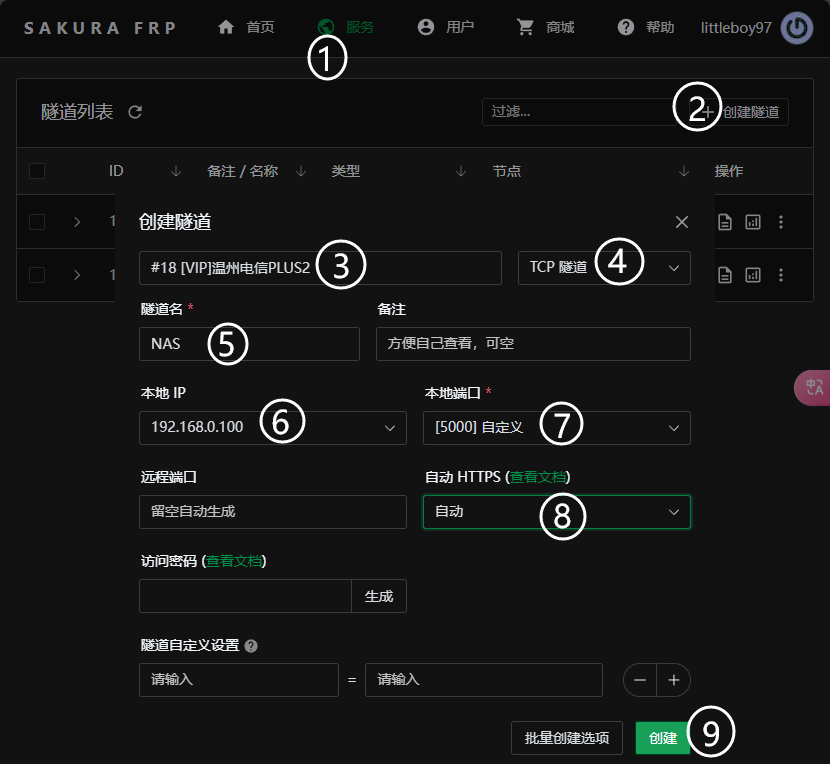 SAKURA FRP 首页 服务 用户 商城 帮助 littleboy97
1
隧道列表 过滤... 2 + 创建隧道
ID 备注 / 名称 类型 节点 操作
1
1
创建隧道
#18 [VIP]温州电信PLUS2 3 TCP 隧道 4
隧道名 * 备注
NAS 5 方便自己查看，可空
本地 IP 本地端口 *
192.168.0.100 6 [5000] 自定义 7
远程端口 自动 HTTPS (查看文档)
留空自动生成 自动 8
访问密码 (查看文档)
生成
隧道自定义设置 ?
请输入 = 请输入 − +
批量创建选项 创建 9
中A